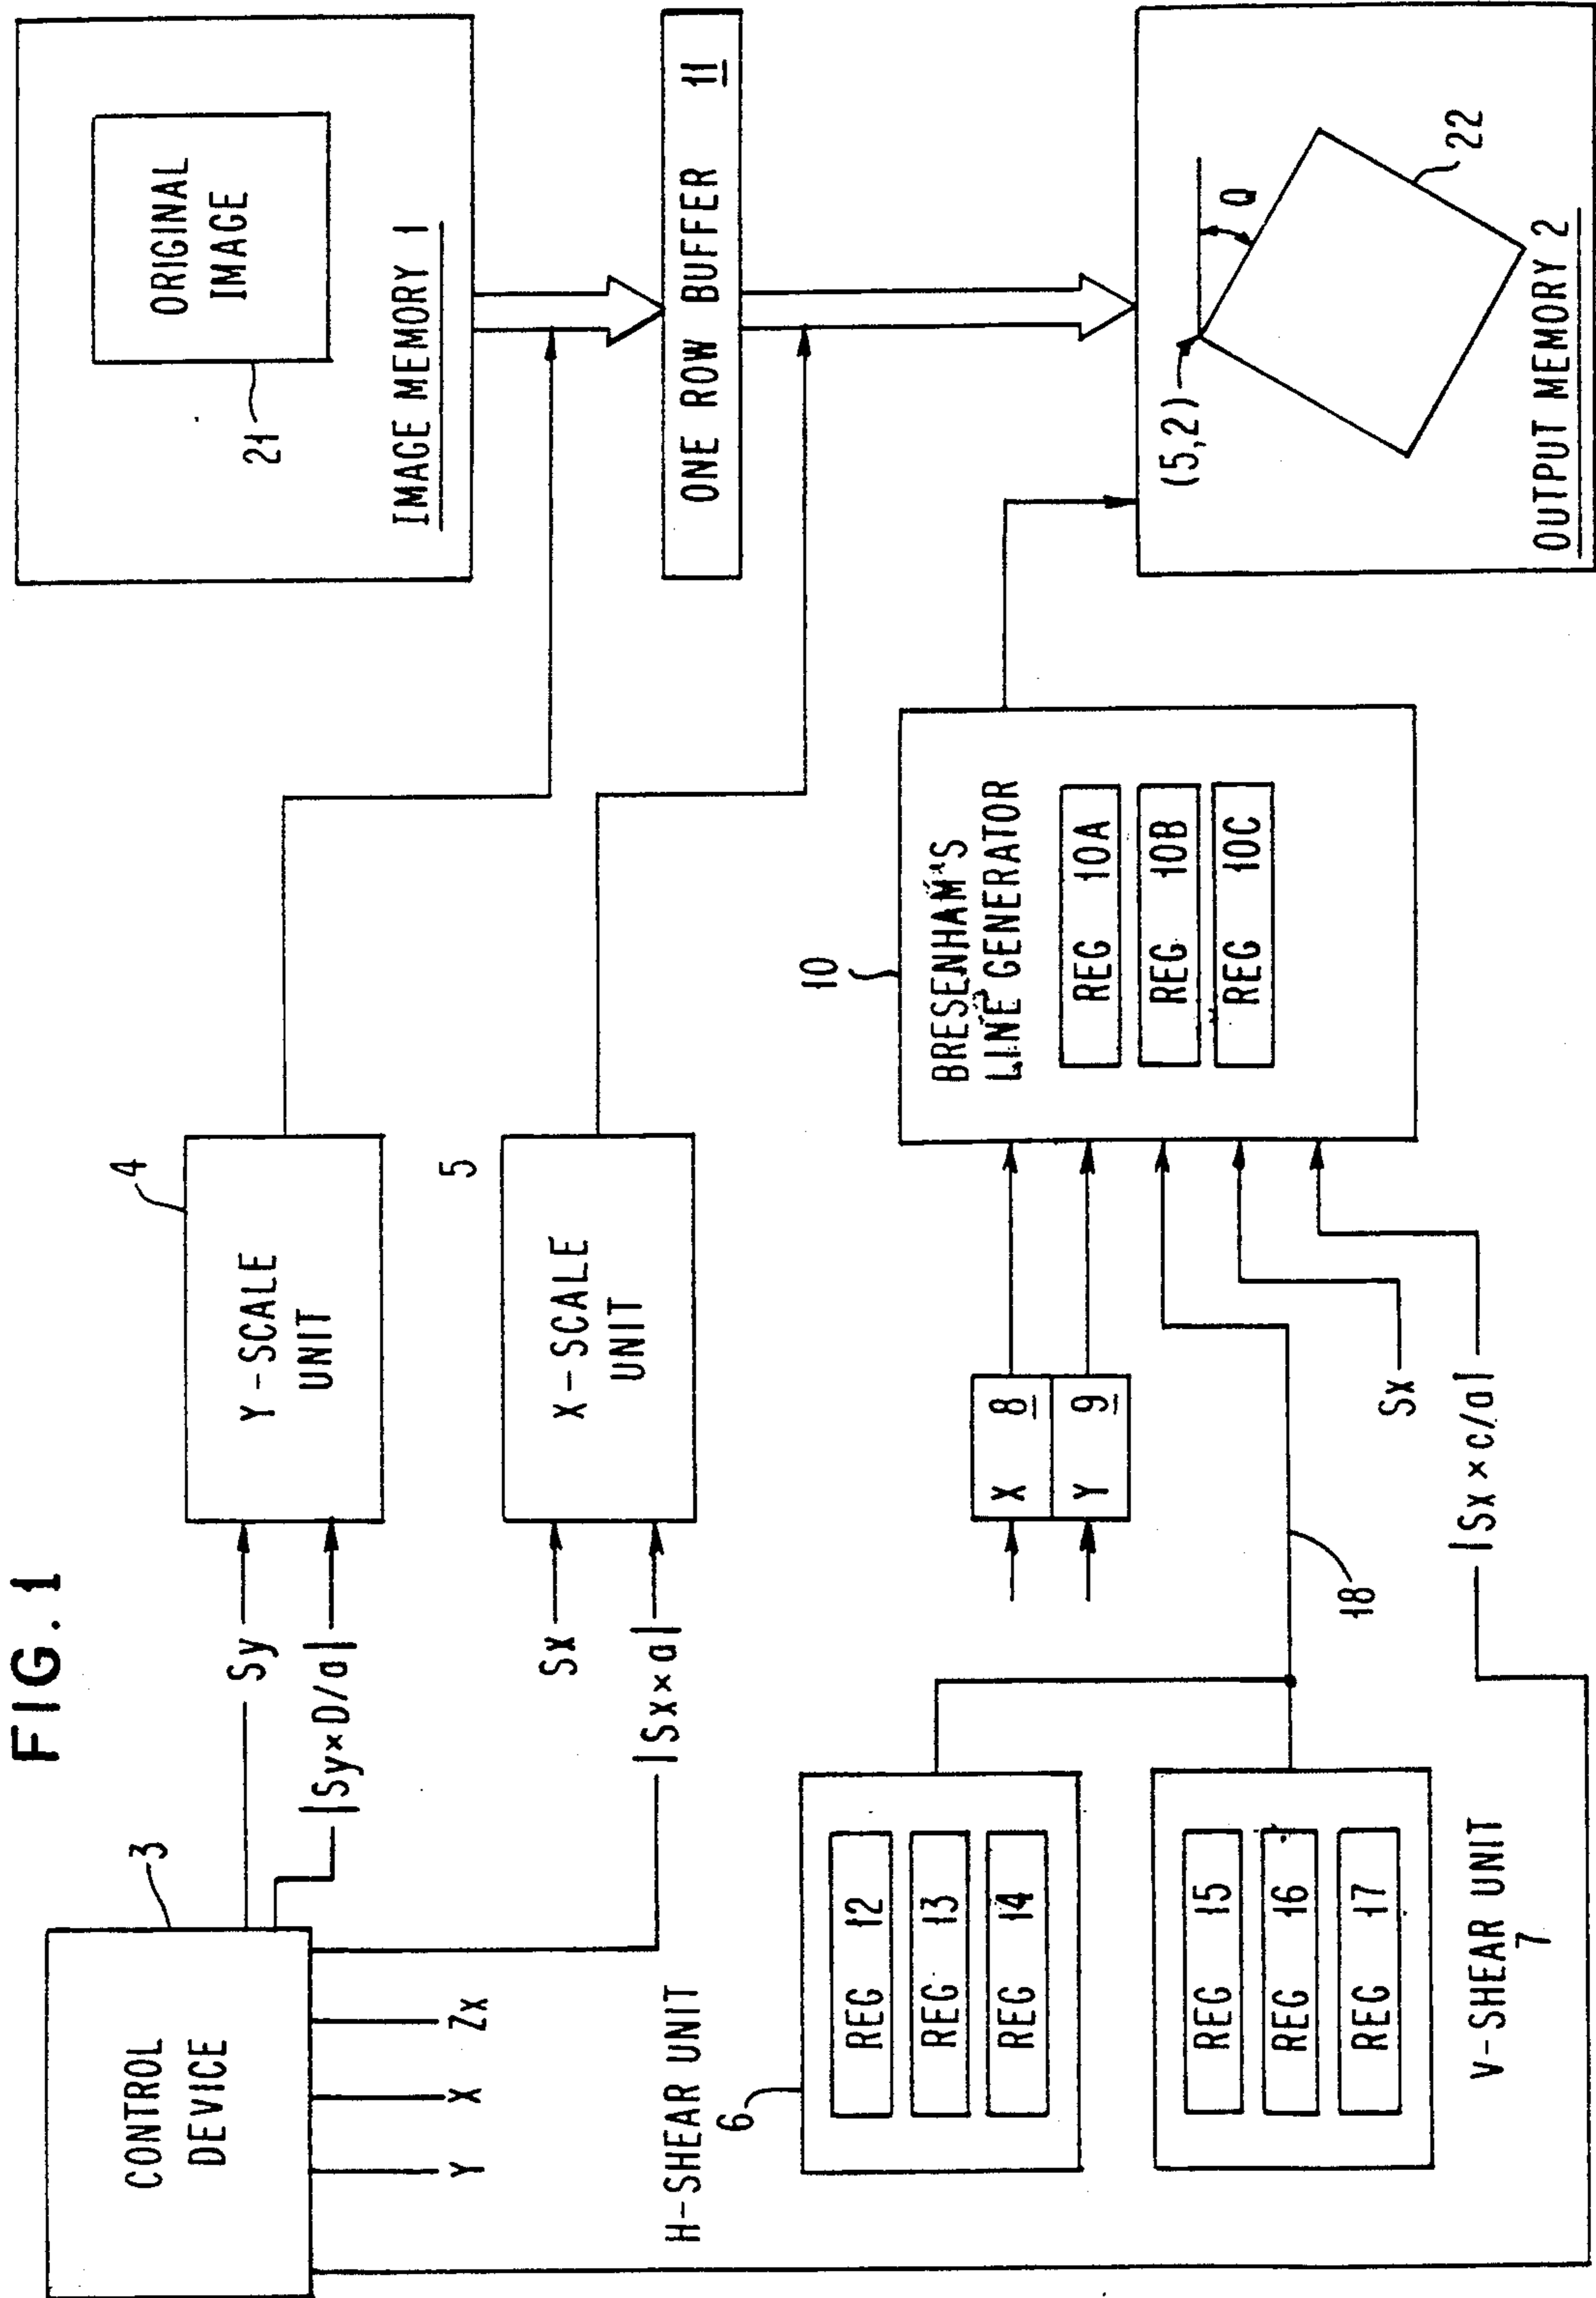 FIG. 1
CONTROL
DEVICE
3
Y
X
Zx
Sy
|Sy×D/a|
Sx
|Sx×a|
Y-SCALE
UNIT
4
X-SCALE
UNIT
5
IMAGE MEMORY 1
ORIGINAL
IMAGE
21
ONE ROW BUFFER 11
H-SHEAR UNIT
6
REG 12
REG 13
REG 14
REG 15
REG 16
REG 17
V-SHEAR UNIT
7
18
X 8
Y 9
Sx
|Sx×c/a|
10
BRESENHAM'S
LINE GENERATOR
REG 10A
REG 10B
REG 10C
(5,2)
Q
22
OUTPUT MEMORY 2